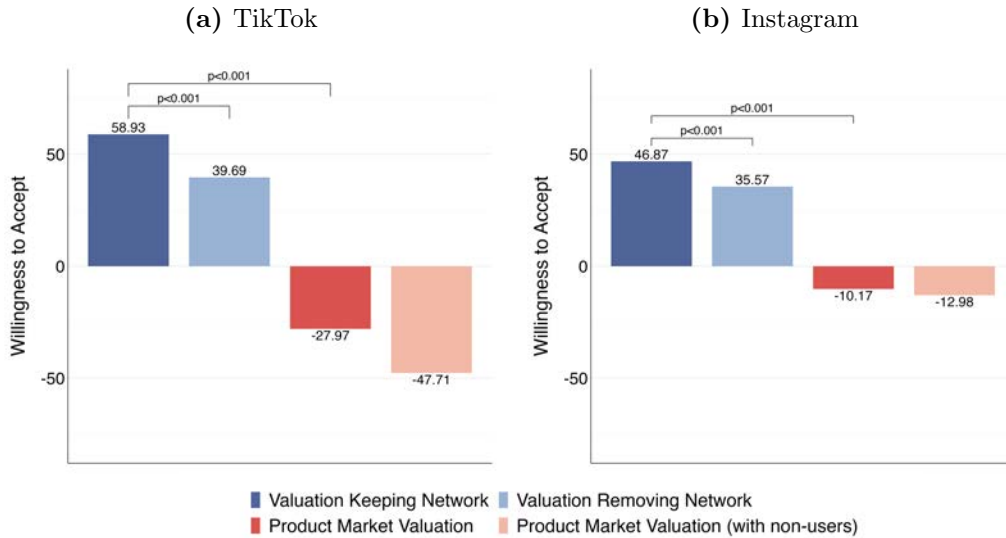 (a) TikTok
(b) Instagram
Willingness to Accept
50
0
-50
p<0.001
p<0.001
58.93
39.69
-27.97
-47.71
Willingness to Accept
50
0
-50
p<0.001
p<0.001
46.87
35.57
-10.17
-12.98
Valuation Keeping Network
Valuation Removing Network
Product Market Valuation
Product Market Valuation (with non-users)